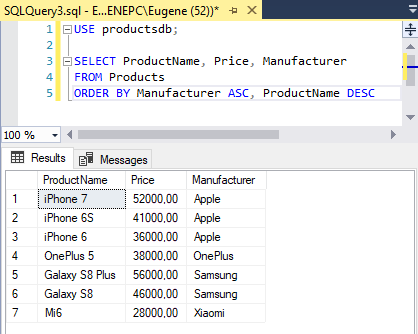 SQLQuery3.sql - E...ENEPC\Eugene (52))*
1 USE productsdb;
2
3 SELECT ProductName, Price, Manufacturer
4 FROM Products
5 ORDER BY Manufacturer ASC, ProductName DESC
100 %
Results Messages
ProductName Price Manufacturer
1 iPhone 7 52000,00 Apple
2 iPhone 6S 41000,00 Apple
3 iPhone 6 36000,00 Apple
4 OnePlus 5 38000,00 OnePlus
5 Galaxy S8 Plus 56000,00 Samsung
6 Galaxy S8 46000,00 Samsung
7 Mi6 28000,00 Xiaomi